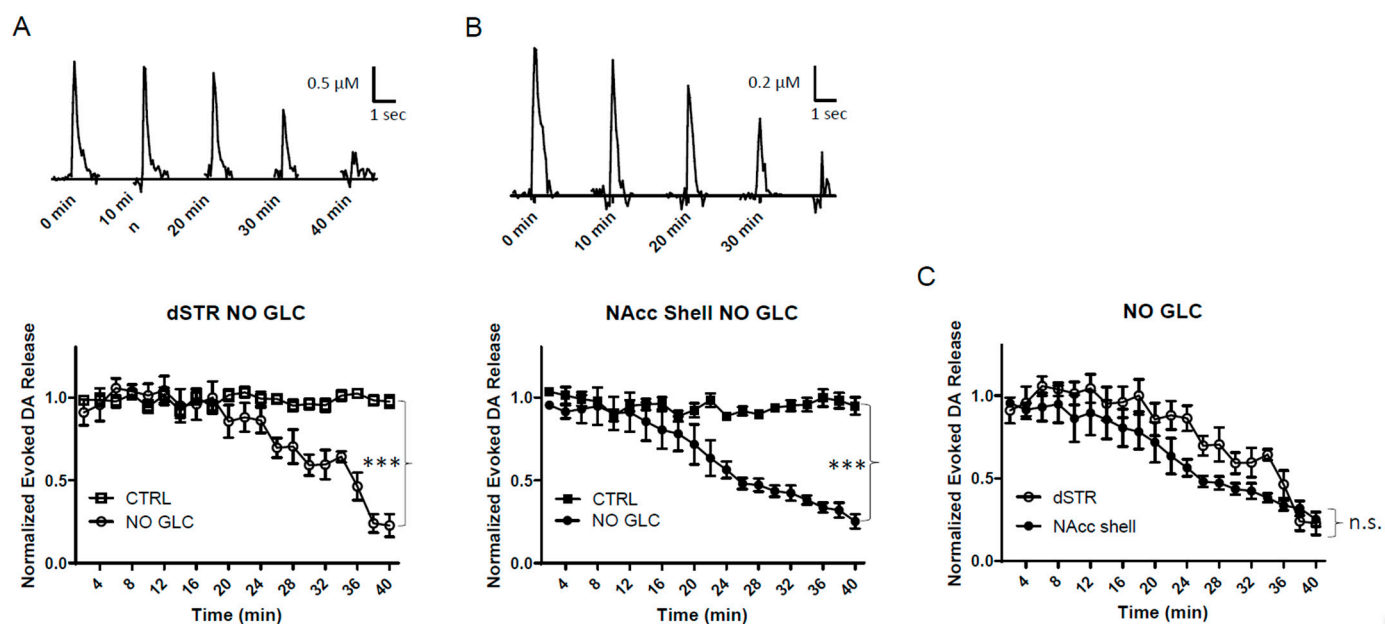 A
0.5 μM
1 sec
0 min
10 mi
n
20 min
30 min
40 min
B
0.2 μM
1 sec
0 min
10 min
20 min
30 min
dSTR NO GLC
Normalized Evoked DA Release
1.0
0.5
0.0
CTRL
NO GLC
***
4 8 12 16 20 24 28 32 36 40
Time (min)
NAcc Shell NO GLC
Normalized Evoked DA Release
1.0
0.5
0.0
CTRL
NO GLC
***
4 8 12 16 20 24 28 32 36 40
Time (min)
C
NO GLC
Normalized Evoked DA Release
1.0
0.5
0.0
dSTR
NAcc shell
n.s.
4 8 12 16 20 24 28 32 36 40
Time (min)